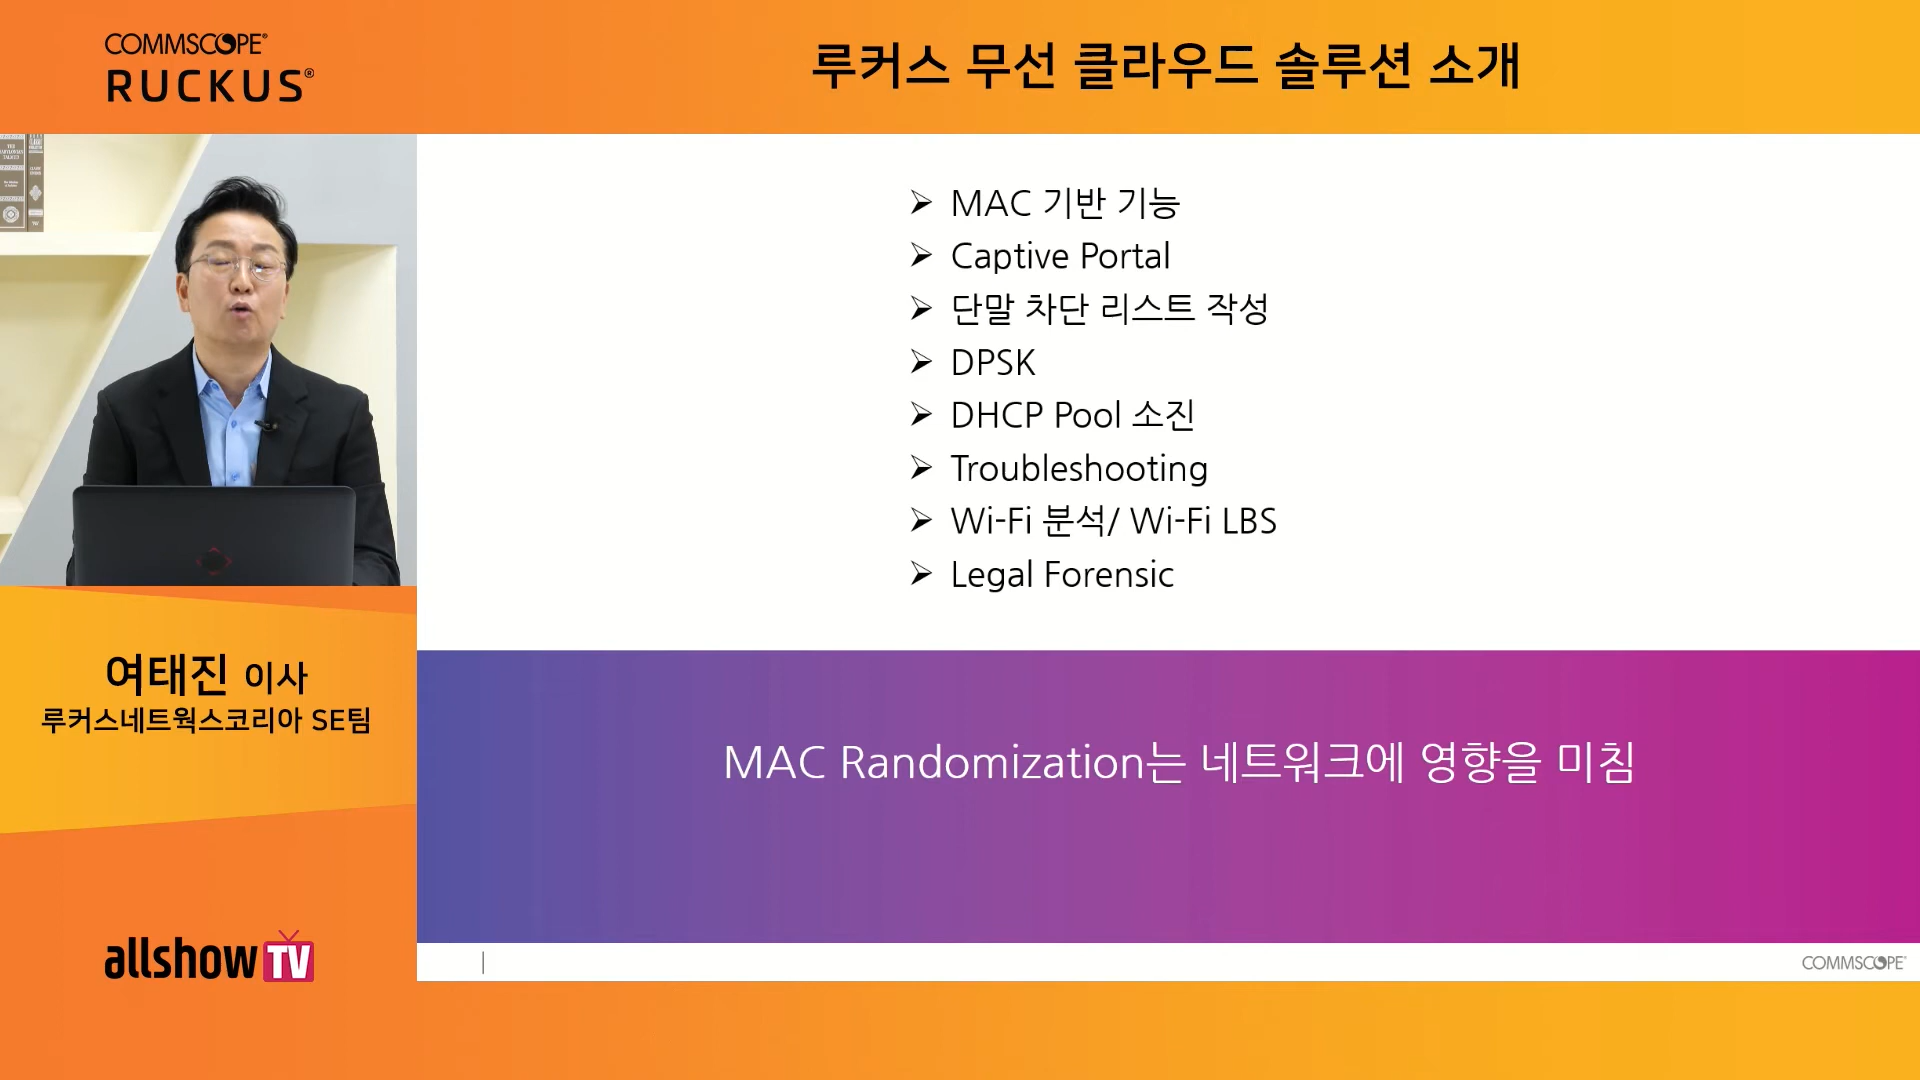 COMMSCOPE®
RUCKUS®
루커스 무선 클라우드 솔루션 소개
➢ MAC 기반 기능
➢ Captive Portal
➢ 단말 차단 리스트 작성
➢ DPSK
➢ DHCP Pool 소진
➢ Troubleshooting
➢ Wi-Fi 분석/ Wi-Fi LBS
➢ Legal Forensic
여태진 이사
루커스네트웍스코리아 SE팀
MAC Randomization는 네트워크에 영향을 미침
allshow TV
COMMSCOPE®